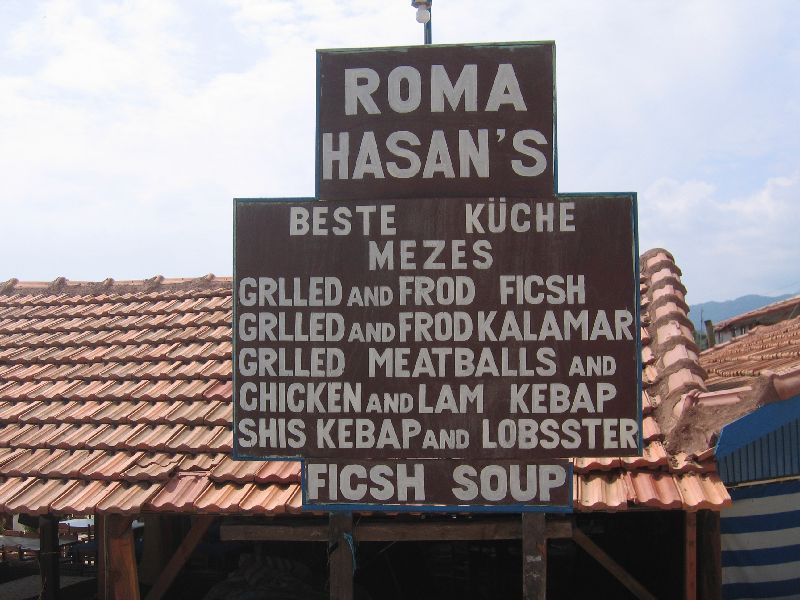 ROMA
HASAN'S
BESTE KÜCHE
MEZES
GRLLED AND FROD FICSH
GRLLED AND FROD KALAMAR
GRLLED MEATBALLS AND
CHICKEN AND LAM KEBAP
SHIS KEBAP AND LOBSSTER
FICSH SOUP